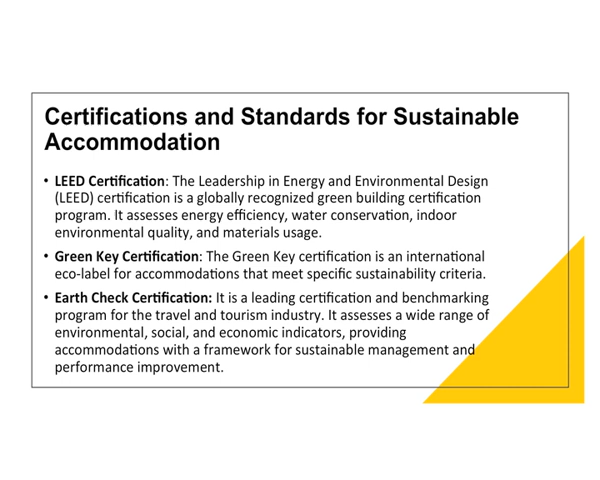 Certifications and Standards for Sustainable
Accommodation
• LEED Certification: The Leadership in Energy and Environmental Design
(LEED) certification is a globally recognized green building certification
program. It assesses energy efficiency, water conservation, indoor
environmental quality, and materials usage.
• Green Key Certification: The Green Key certification is an international
eco-label for accommodations that meet specific sustainability criteria.
• Earth Check Certification: It is a leading certification and benchmarking
program for the travel and tourism industry. It assesses a wide range of
environmental, social, and economic indicators, providing
accommodations with a framework for sustainable management and
performance improvement.